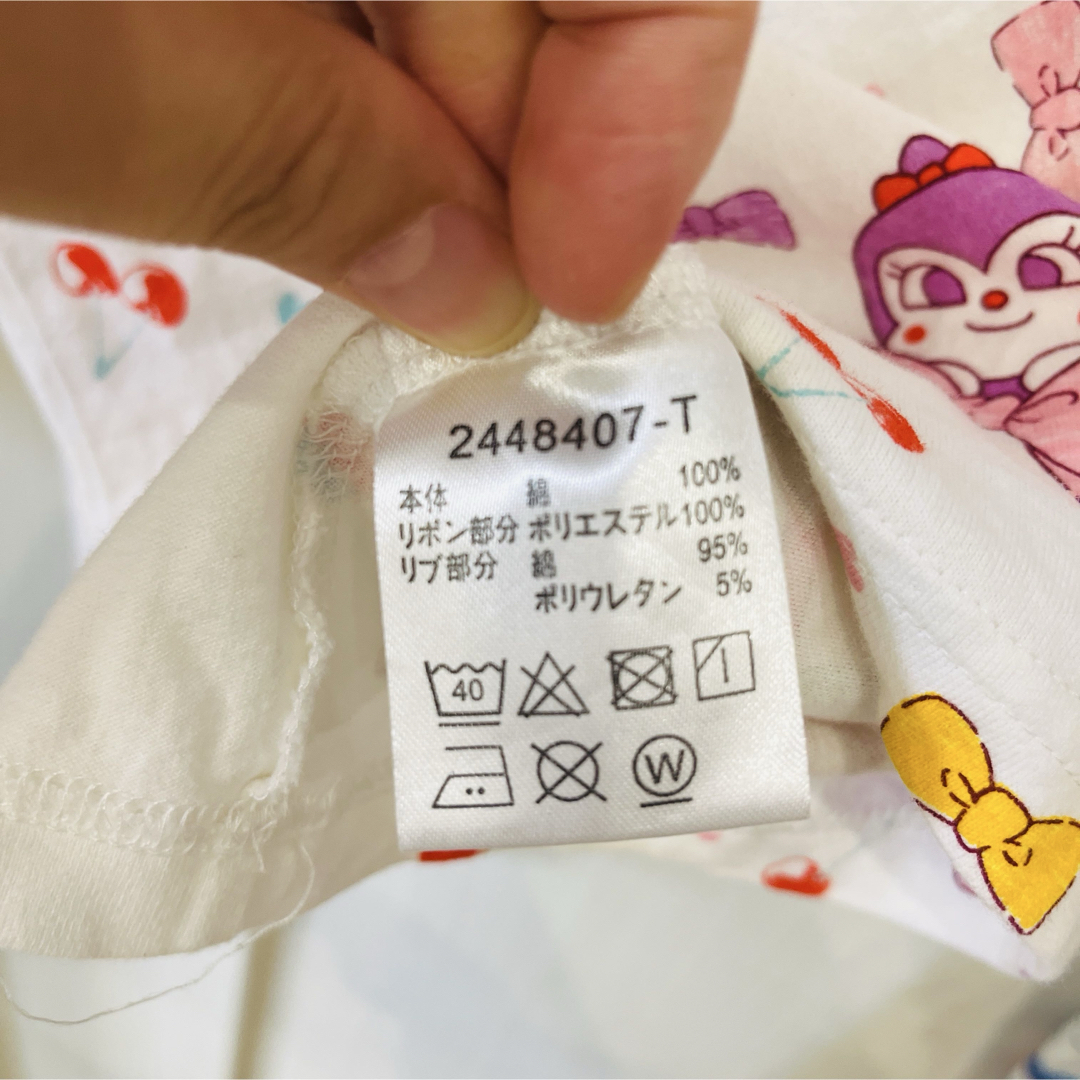 2448407-T
本体 綿 100%
リボン部分 ポリエステル100%
リブ部分 綿 95%
ポリウレタン 5%
40
W